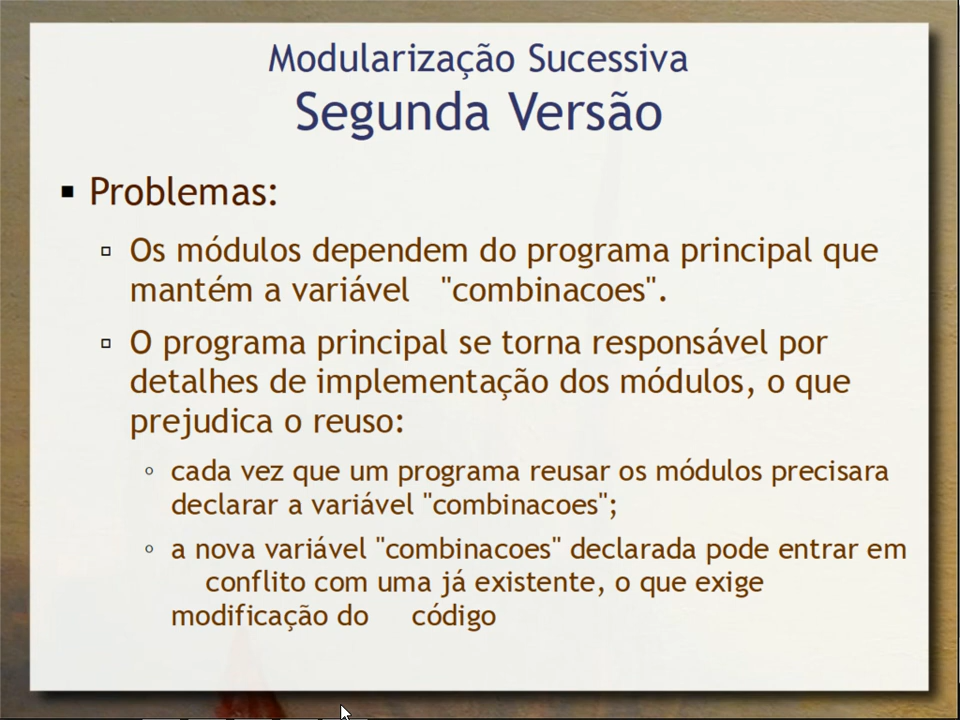 Modularização Sucessiva
Segunda Versão
Problemas:
Os módulos dependem do programa principal que
mantém a variável "combinacoes".
O programa principal se torna responsável por
detalhes de implementação dos módulos, o que
prejudica o reuso:
cada vez que um programa reusar os módulos precisara
declarar a variável "combinacoes";
a nova variável "combinacoes" declarada pode entrar em
conflito com uma já existente, o que exige
modificação do código